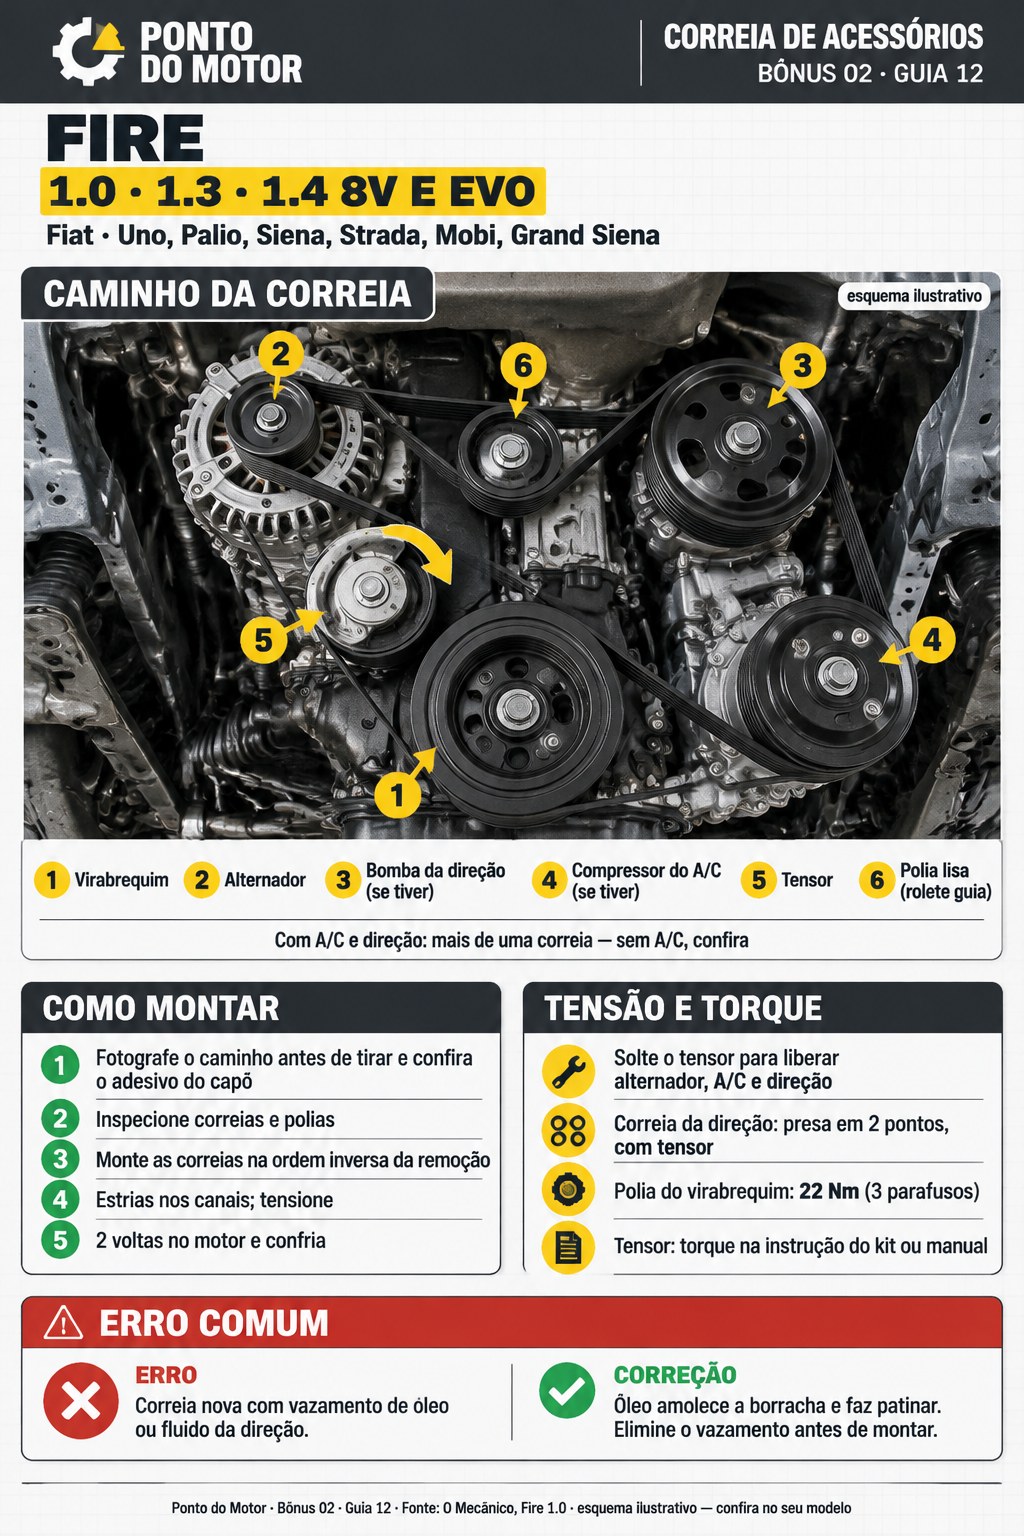 PONTO
DO MOTOR
CORREIA DE ACESSÓRIOS
BÔNUS 02 · GUIA 12
FIRE
1.0 · 1.3 · 1.4 8V E EVO
Fiat · Uno, Palio, Siena, Strada, Mobi, Grand Siena
CAMINHO DA CORREIA
esquema ilustrativo
2
6
3
5
4
1
1 Virabrequim
2 Alternador
3 Bomba da direção
(se tiver)
4 Compressor do A/C
(se tiver)
5 Tensor
6 Polia lisa
(rolete guia)
Com A/C e direção: mais de uma correia — sem A/C, confira
COMO MONTAR
1 Fotografe o caminho antes de tirar e confira
o adesivo do capõ
2 Inspecione correias e polias
3 Monte as correias na ordem inversa da remoção
4 Estrias nos canais; tensione
5 2 voltas no motor e confria
TENSÃO E TORQUE
Solte o tensor para liberar
alternador, A/C e direção
Correia da direção: presa em 2 pontos,
com tensor
Polia do virabrequim: 22 Nm (3 parafusos)
Tensor: torque na instrução do kit ou manual
ERRO COMUM
ERRO
Correia nova com vazamento de óleo
ou fluido da direção.
CORREÇÃO
Óleo amolece a borracha e faz patinar.
Elimine o vazamento antes de montar.
Ponto do Motor · Bônus 02 · Guia 12 · Fonte: O Mecânico, Fire 1.0 · esquema ilustrativo — confira no seu modelo